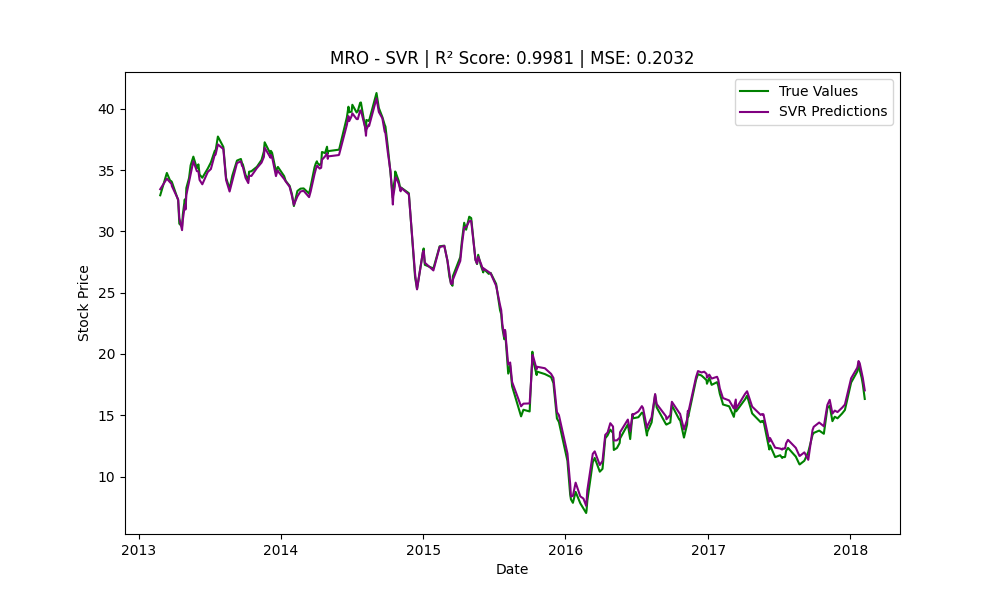 MRO - SVR | R² Score: 0.9981 | MSE: 0.2032
True Values
SVR Predictions
Stock Price
40
35
30
25
20
15
10
2013 2014 2015 2016 2017 2018
Date